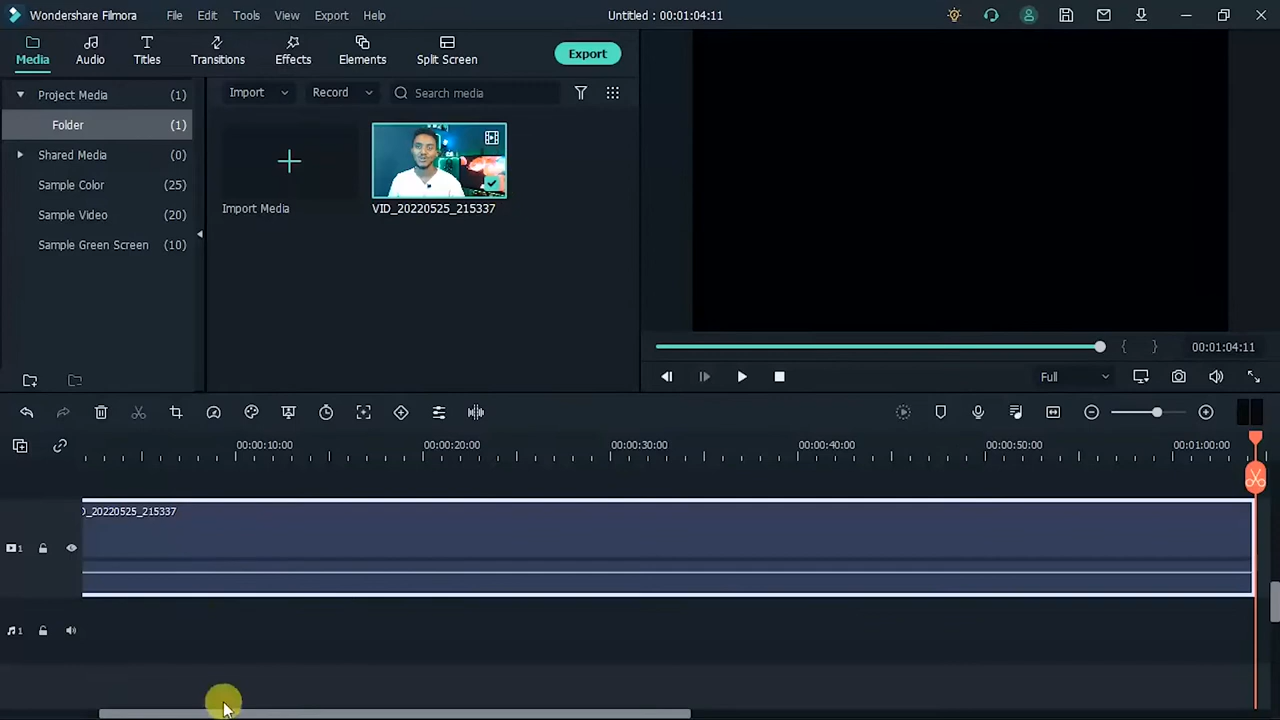 Wondershare Filmora
File
Edit
Tools
View
Export
Help
Untitled : 00:01:04:11
Media
Audio
Titles
Transitions
Effects
Elements
Split Screen
Export
Project Media (1)
Folder (1)
Shared Media (0)
Sample Color (25)
Sample Video (20)
Sample Green Screen (10)
Import
Record
Search media
Import Media
VID_20220525_215337
00:01:04:11
Full
00:00:10:00
00:00:20:00
00:00:30:00
00:00:40:00
00:00:50:00
00:01:00:00
D_20220525_215337
1
1